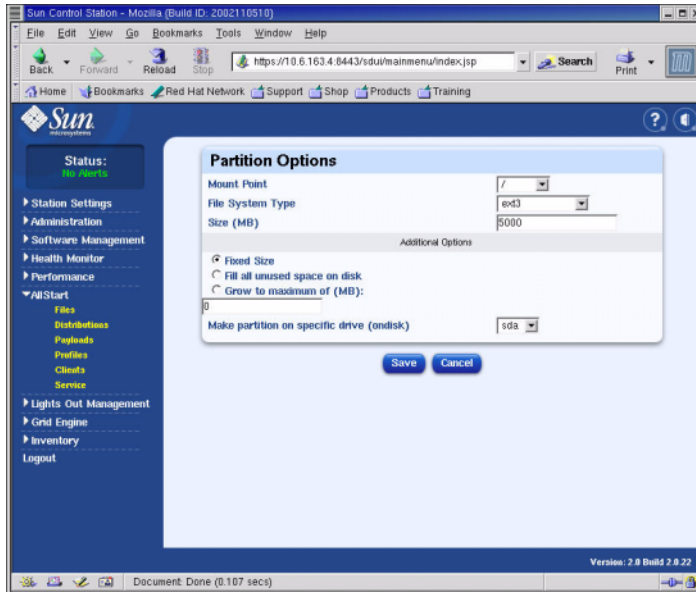 Sun Control Station - Mozilla {Build ID: 2002110510}
File Edit View Go Bookmarks Tools Window Help
Back Forward Reload Stop https://10.6.163.4:8443/sdui/mainmenu/index.jsp Search Print
Home Bookmarks Red Hat Network Support Shop Products Training
Sun
microsystems
Status:
No Alerts
Station Settings
Administration
Software Management
Health Monitor
Performance
AllStart
Files
Distributions
Payloads
Profiles
Clients
Service
Lights Out Management
Grid Engine
Inventory
Logout
Partition Options
Mount Point /
File System Type ext3
Size (MB) 5000
Additional Options
Fixed Size
Fill all unused space on disk
Grow to maximum of (MB):
0
Make partition on specific drive (ondisk) sda
Save Cancel
Version: 2.0 Build 2.0.22
Document: Done (0.107 secs)